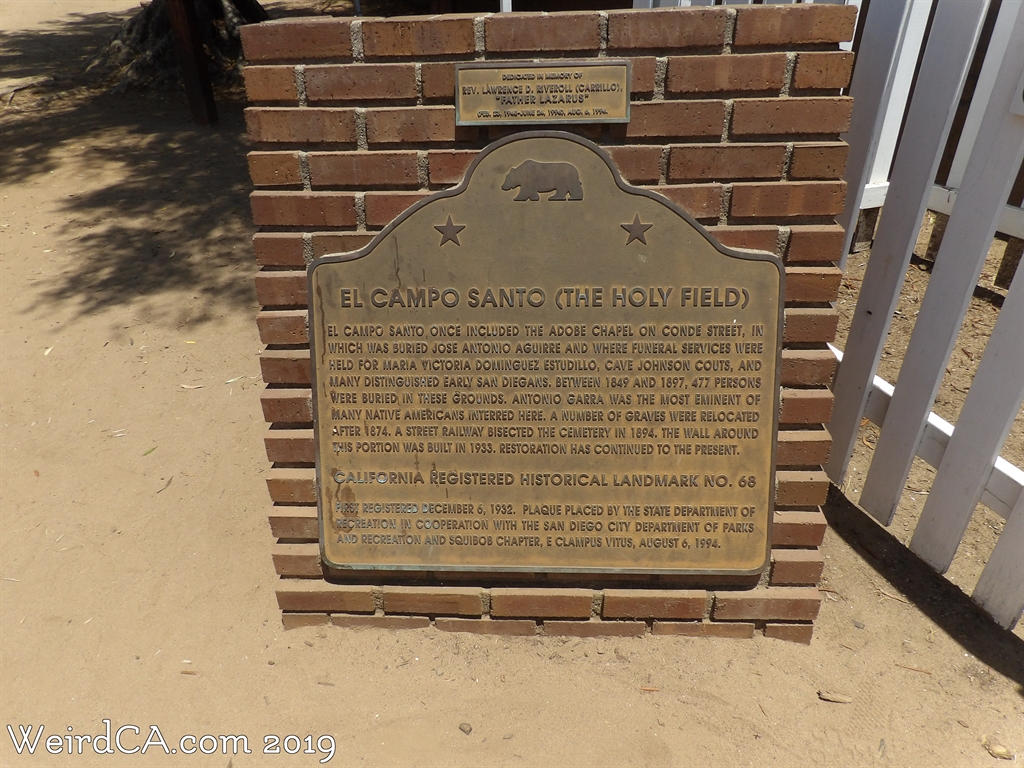 DEDICATED IN MEMORY OF
REV. LAWRENCE D. RIVEROLL (CARRILLO),
"FATHER LAZARUS"
EL CAMPO SANTO (THE HOLY FIELD)
EL CAMPO SANTO ONCE INCLUDED THE ADOBE CHAPEL ON CONDE STREET, IN
WHICH WAS BURIED JOSE ANTONIO AGUIRRE AND WHERE FUNERAL SERVICES WERE
HELD FOR MARIA VICTORIA DOMINGUEZ ESTUDILLO, CAVE JOHNSON COUTS, AND
MANY DISTINGUISHED EARLY SAN DIEGANS. BETWEEN 1849 AND 1897, 477 PERSONS
WERE BURIED IN THESE GROUNDS. ANTONIO GARRA WAS THE MOST EMINENT OF
MANY NATIVE AMERICANS INTERRED HERE. A NUMBER OF GRAVES WERE RELOCATED
AFTER 1874. A STREET RAILWAY BISECTED THE CEMETERY IN 1894. THE WALL AROUND
THIS PORTION WAS BUILT IN 1933. RESTORATION HAS CONTINUED TO THE PRESENT.
CALIFORNIA REGISTERED HISTORICAL LANDMARK NO. 68
FIRST REGISTERED DECEMBER 6, 1932. PLAQUE PLACED BY THE STATE DEPARTMENT OF
RECREATION IN COOPERATION WITH THE SAN DIEGO CITY DEPARTMENT OF PARKS
AND RECREATION AND SQUIBOB CHAPTER, E CLAMPUS VITUS, AUGUST 6, 1994.
WeirdCA.com 2019